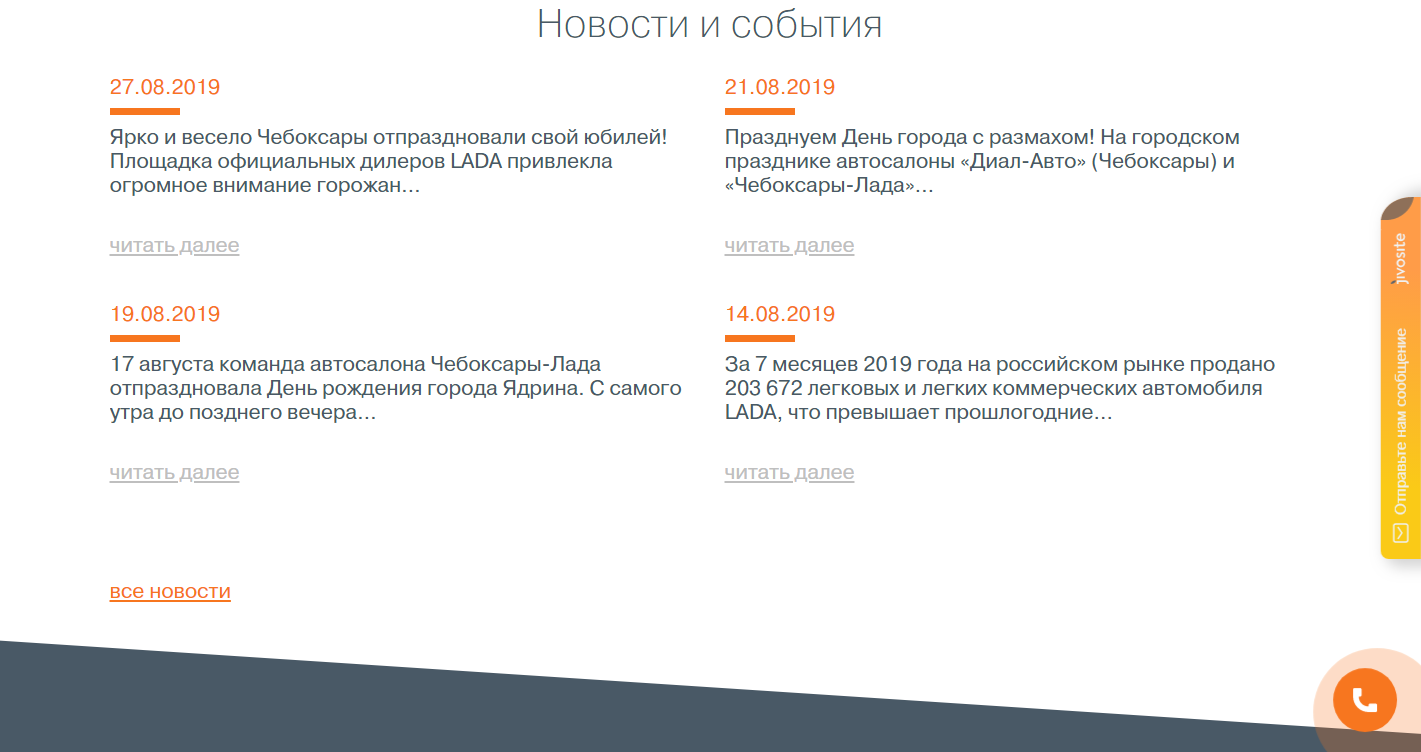 Новости и события
27.08.2019
Ярко и весело Чебоксары отпраздновали свой юбилей!
Площадка официальных дилеров LADA привлекла
огромное внимание горожан...
читать далее
21.08.2019
Празднуем День города с размахом! На городском
празднике автосалоны «Диал-Авто» (Чебоксары) и
«Чебоксары-Лада»...
читать далее
19.08.2019
17 августа команда автосалона Чебоксары-Лада
отпраздновала День рождения города Ядрина. С самого
утра до позднего вечера...
читать далее
14.08.2019
За 7 месяцев 2019 года на российском рынке продано
203 672 легковых и легких коммерческих автомобиля
LADA, что превышает прошлогодние...
читать далее
все новости
jivosite
Отправьте нам сообщение